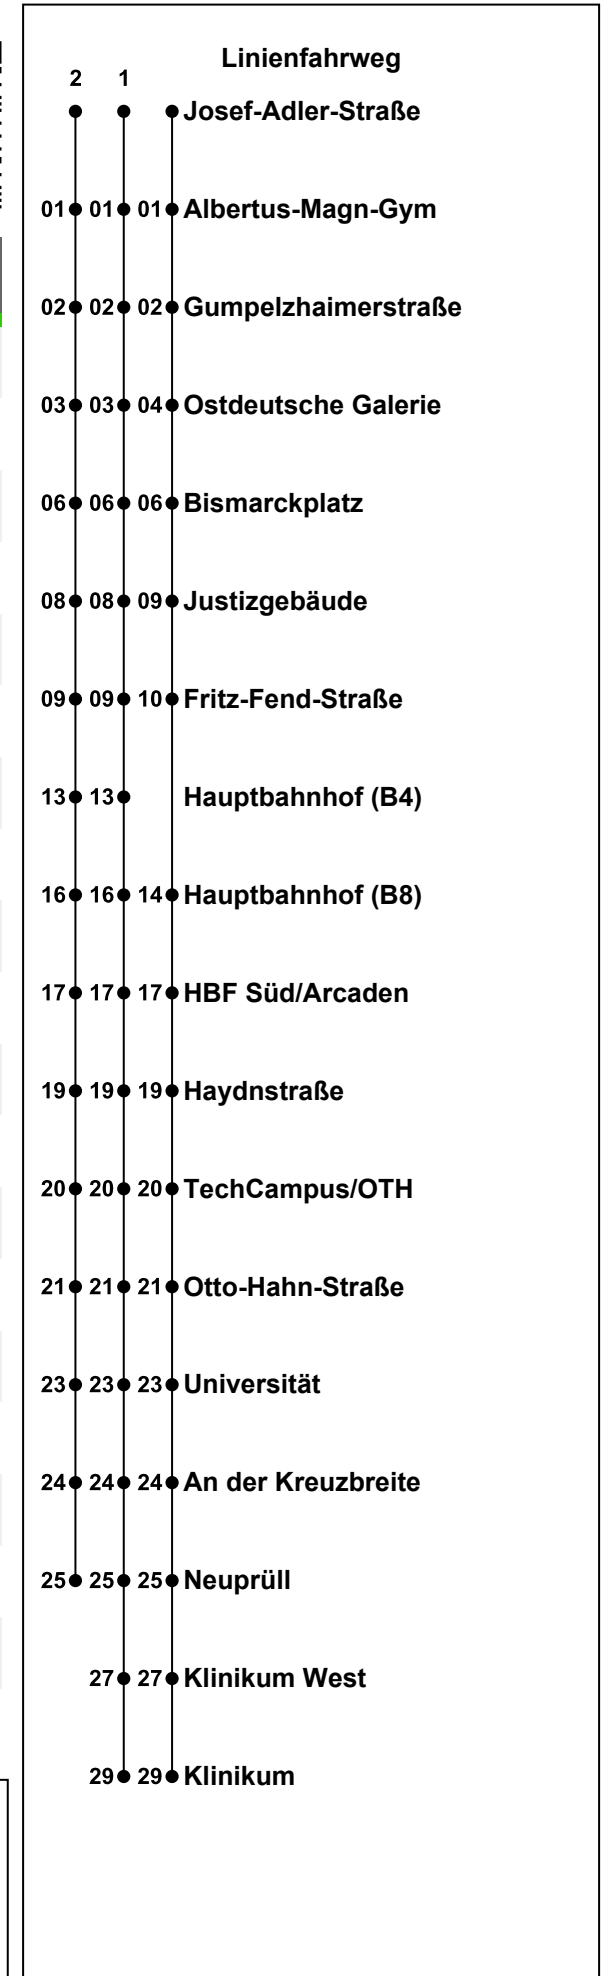 Linienfahrweg
2 1
Josef-Adler-Straße
01 01 01 Albertus-Magn-Gym
02 02 02 Gumpelzhaimerstraße
03 03 04 Ostdeutsche Galerie
06 06 06 Bismarckplatz
08 08 09 Justizgebäude
09 09 10 Fritz-Fend-Straße
13 13 Hauptbahnhof (B4)
16 16 14 Hauptbahnhof (B8)
17 17 17 HBF Süd/Arcaden
19 19 19 Haydnstraße
20 20 20 TechCampus/OTH
21 21 21 Otto-Hahn-Straße
23 23 23 Universität
24 24 24 An der Kreuzbreite
25 25 25 Neuprüll
27 27 Klinikum West
29 29 Klinikum